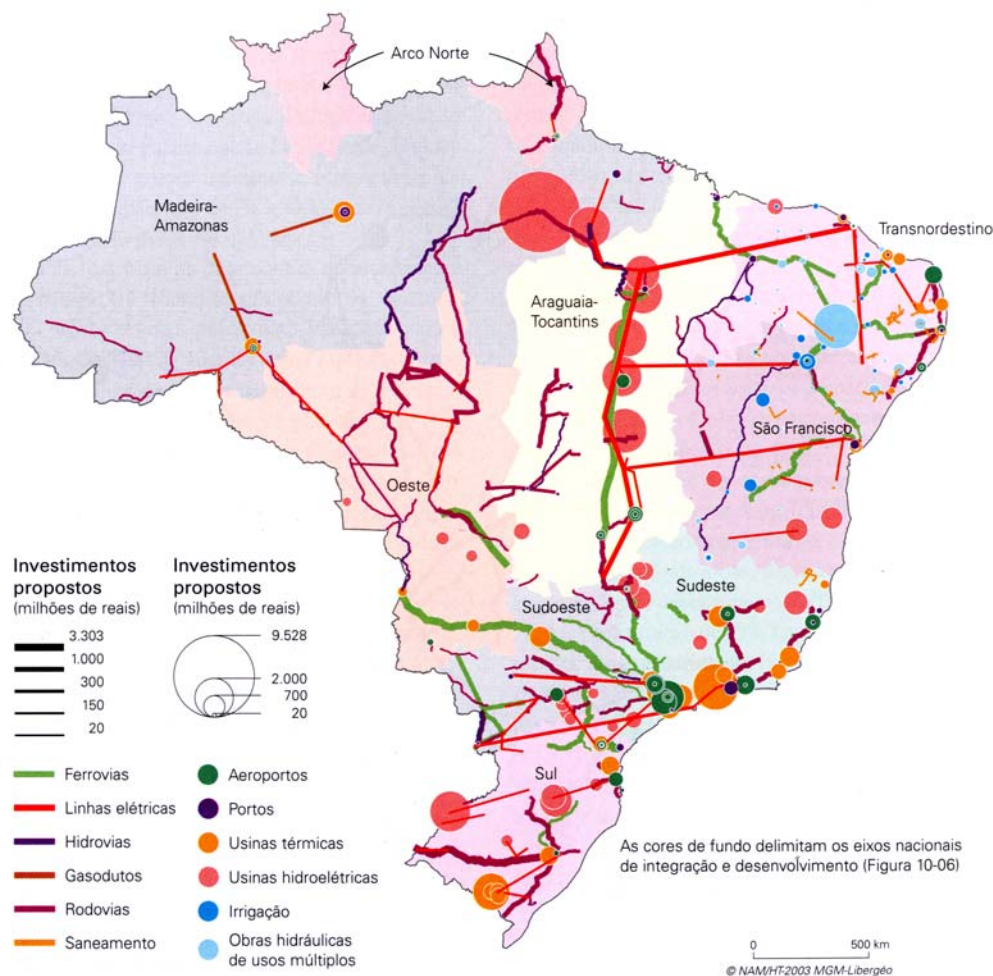 Arco Norte
Madeira-
Amazonas
Transnordestino
Araguaia-
Tocantins
São Francisco
Oeste
Sudoeste
Sudeste
Sul
Investimentos
propostos
(milhões de reais)
3.303
1.000
300
150
20
Investimentos
propostos
(milhões de reais)
9.528
2.000
700
20
Ferrovias
Linhas elétricas
Hidrovias
Gasodutos
Rodovias
Saneamento
Aeroportos
Portos
Usinas térmicas
Usinas hidroelétricas
Irrigação
Obras hidráulicas
de usos múltiplos
As cores de fundo delimitam os eixos nacionais
de integração e desenvolvimento (Figura 10-06)
0 500 km
© NAM/HT-2003 MGM-Libergéo